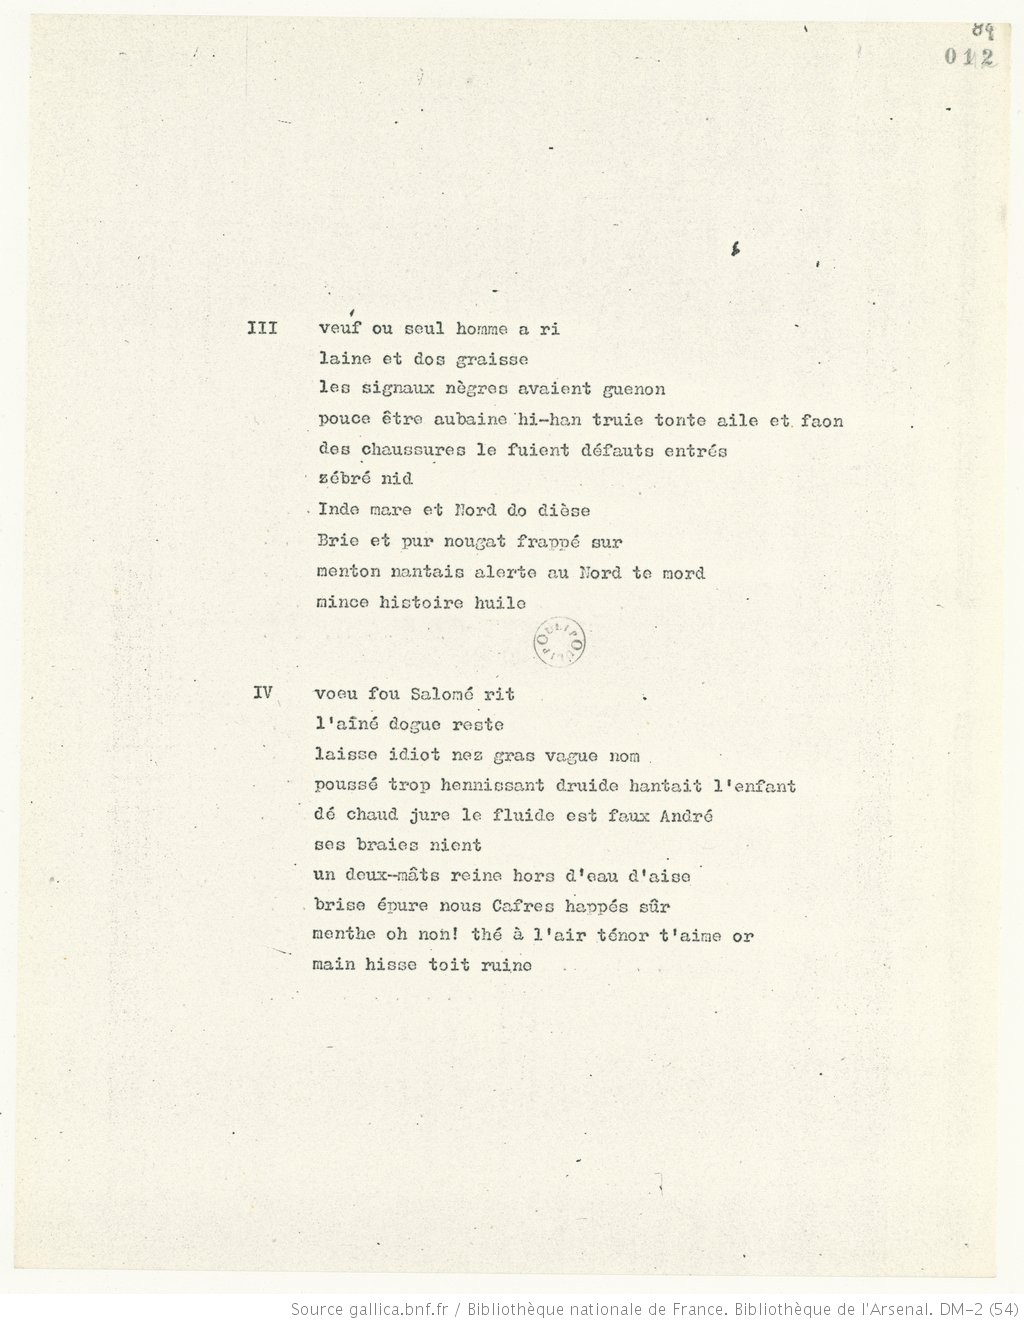 89
012
III veuf ou seul homme a ri
laine et dos graisse
les signaux nègres avaient guenon
pouce être aubaine hi-han truie tonte aile et faon
des chaussures le fuient défauts entrés
zébré nid
Inde mare et Nord do dièse
Brie et pur nougat frappé sur
menton nantais alerte au Nord te mord
mince histoire huile
OULIPO OULIPO
IV voeu fou Salomé rit
l'aîné dogue reste
laisse idiot nez gras vague nom
poussé trop hennissant druide hantait l'enfant
dé chaud jure le fluide est faux André
ses braies nient
un deux-mâts reine hors d'eau d'aise
brise épure nous Cafres happés sûr
menthe oh non! thé à l'air ténor t'aime or
main hisse toit ruine
Source gallica.bnf.fr / Bibliothèque nationale de France. Bibliothèque de l'Arsenal. DM-2 (54)